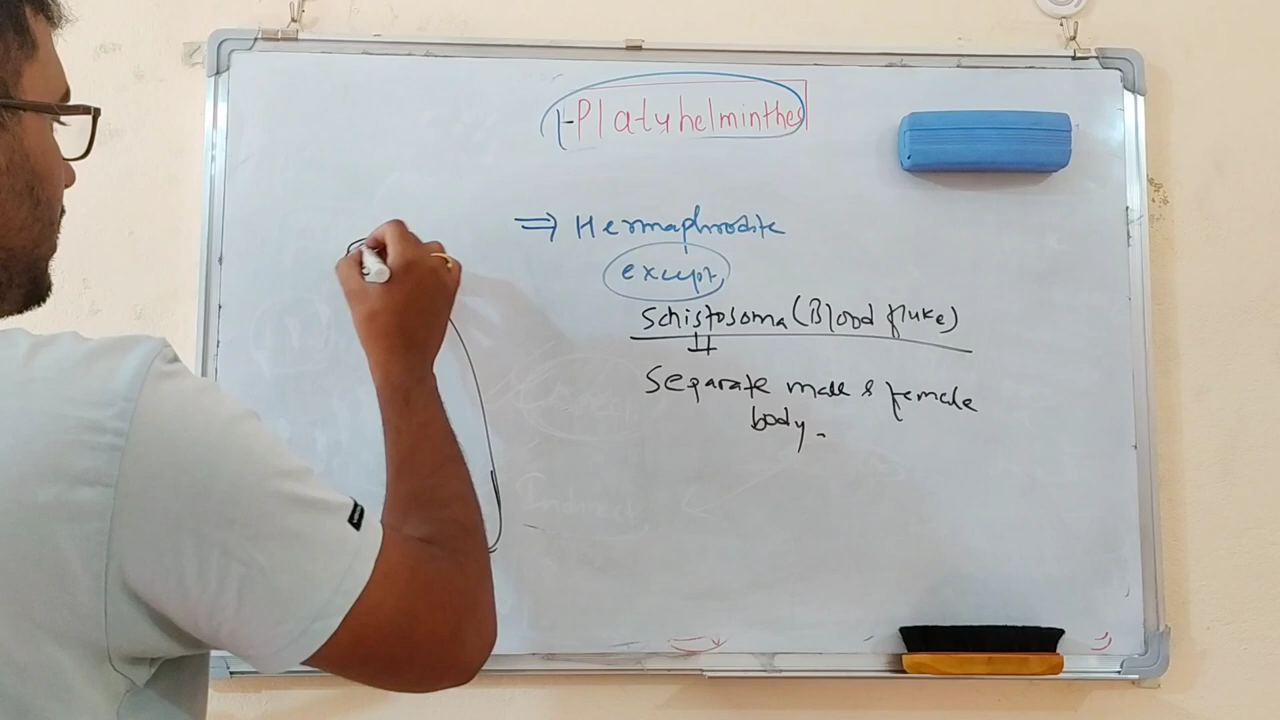 Platyhelminthes
⇒ Hermaphrodite
except
Schistosoma (Blood fluke)
Separate male & female
body.